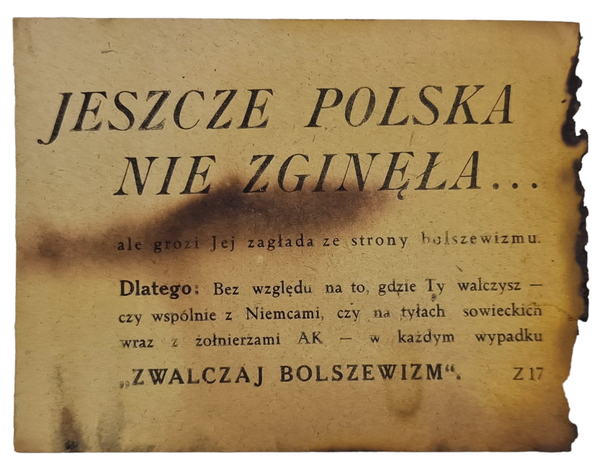 JESZCZE POLSKA
NIE ZGINĘŁA...
ale grozi Jej zagłada ze strony bolszewizmu.
Dlatego: Bez względu na to, gdzie Ty walczysz —
czy wspólnie z Niemcami, czy na tyłach sowieckich
wraz z żołnierzami AK — w każdym wypadku
„ZWALCZAJ BOLSZEWIZM“. Z 17